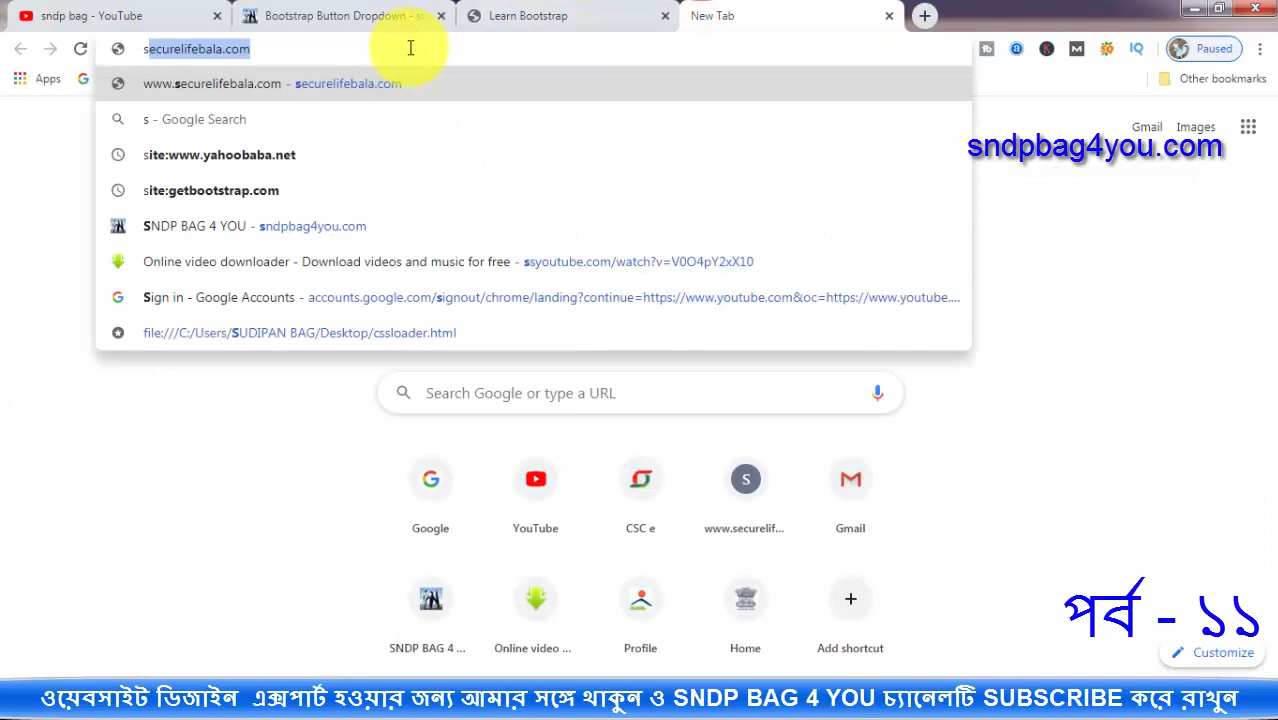 sndp bag - YouTube
Bootstrap Button Dropdown - s
Learn Bootstrap
New Tab
securelifebala.com
Paused
Apps
Other bookmarks
www.securelifebala.com - securelifebala.com
s - Google Search
site:www.yahoobaba.net
site:getbootstrap.com
SNDP BAG 4 YOU - sndpbag4you.com
Online video downloader - Download videos and music for free - ssyoutube.com/watch?v=V0O4pY2xX10
Sign in - Google Accounts - accounts.google.com/signout/chrome/landing?continue=https://www.youtube.com&oc=https://www.youtube....
file:///C:/Users/SUDIPAN BAG/Desktop/cssloader.html
Gmail Images
sndpbag4you.com
Search Google or type a URL
Google YouTube CSC e www.securelif... Gmail
SNDP BAG 4 ... Online video ... Profile Home Add shortcut
পর্ব - ১১
Customize
ওয়েবসাইট ডিজাইন এক্সপার্ট হওয়ার জন্য আমার সঙ্গে থাকুন ও SNDP BAG 4 YOU চ্যানেলটি SUBSCRIBE করে রাখুন